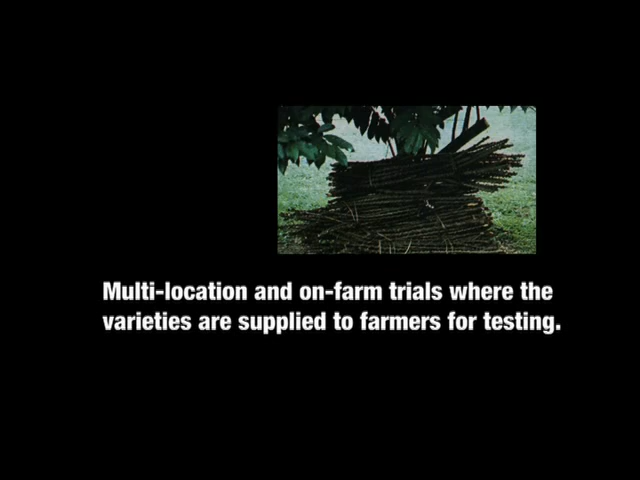 Multi-location and on-farm trials where the
varieties are supplied to farmers for testing.